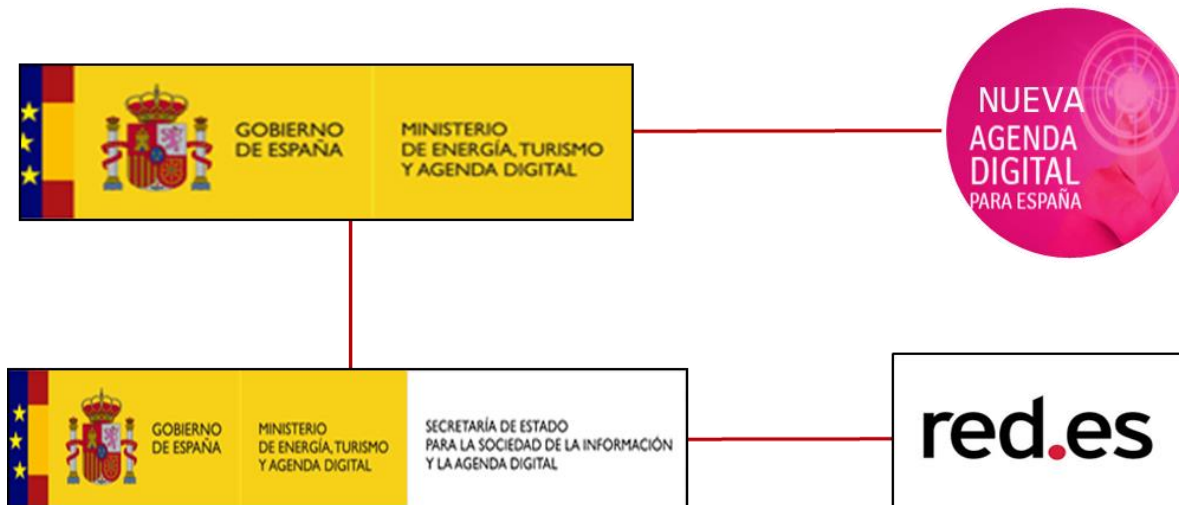 GOBIERNO
DE ESPAÑA
MINISTERIO
DE ENERGÍA, TURISMO
Y AGENDA DIGITAL
NUEVA
AGENDA
DIGITAL
PARA ESPAÑA
GOBIERNO
DE ESPAÑA
MINISTERIO
DE ENERGÍA, TURISMO
Y AGENDA DIGITAL
SECRETARÍA DE ESTADO
PARA LA SOCIEDAD DE LA INFORMACIÓN
Y LA AGENDA DIGITAL
red.es